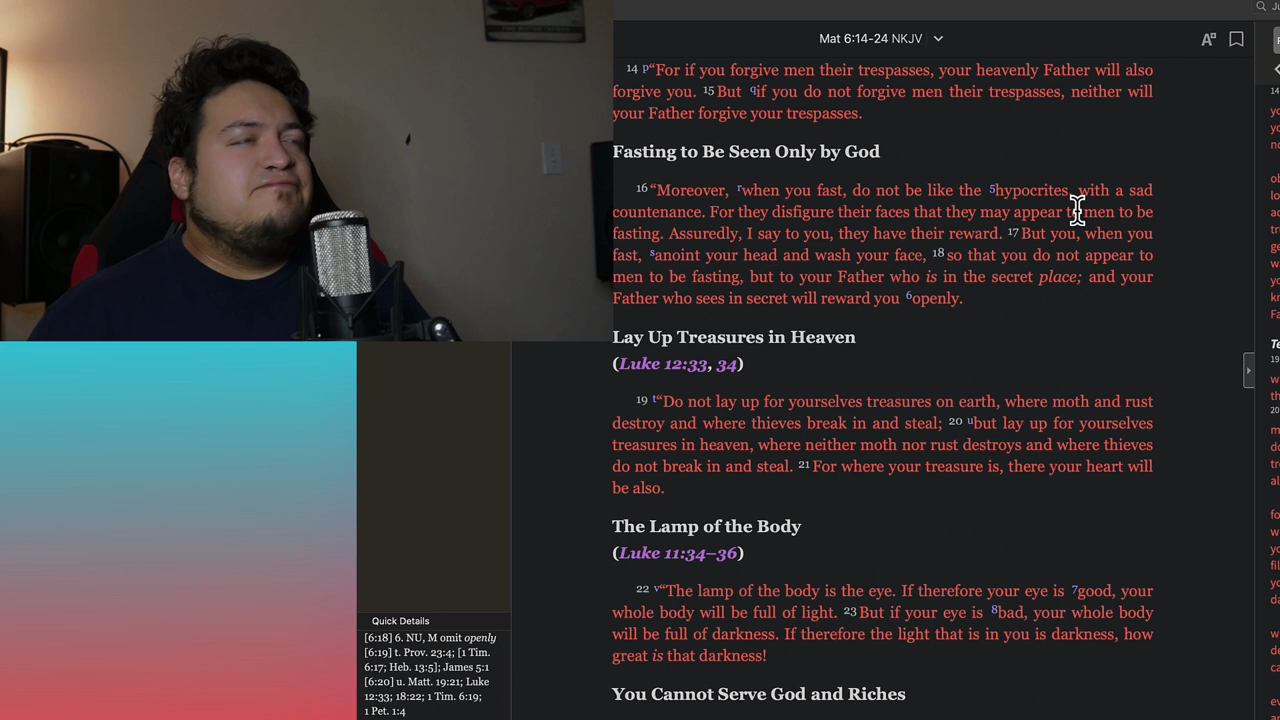 Mat 6:14-24 NKJV
14 p“For if you forgive men their trespasses, your heavenly Father will also
forgive you. 15 But qif you do not forgive men their trespasses, neither will
your Father forgive your trespasses.
Fasting to Be Seen Only by God
16 “Moreover, rwhen you fast, do not be like the 5hypocrites, with a sad
countenance. For they disfigure their faces that they may appear to men to be
fasting. Assuredly, I say to you, they have their reward. 17 But you, when you
fast, sanoint your head and wash your face, 18 so that you do not appear to
men to be fasting, but to your Father who is in the secret place; and your
Father who sees in secret will reward you 6openly.
Lay Up Treasures in Heaven
(Luke 12:33, 34)
19 t“Do not lay up for yourselves treasures on earth, where moth and rust
destroy and where thieves break in and steal; 20 ubut lay up for yourselves
treasures in heaven, where neither moth nor rust destroys and where thieves
do not break in and steal. 21 For where your treasure is, there your heart will
be also.
The Lamp of the Body
(Luke 11:34–36)
22 v“The lamp of the body is the eye. If therefore your eye is 7good, your
whole body will be full of light. 23 But if your eye is 8bad, your whole body
will be full of darkness. If therefore the light that is in you is darkness, how
great is that darkness!
You Cannot Serve God and Riches
Quick Details
[6:18] 6. NU, M omit openly
[6:19] t. Prov. 23:4; [1 Tim.
6:17; Heb. 13:5]; James 5:1
[6:20] u. Matt. 19:21; Luke
12:33; 18:22; 1 Tim. 6:19;
1 Pet. 1:4